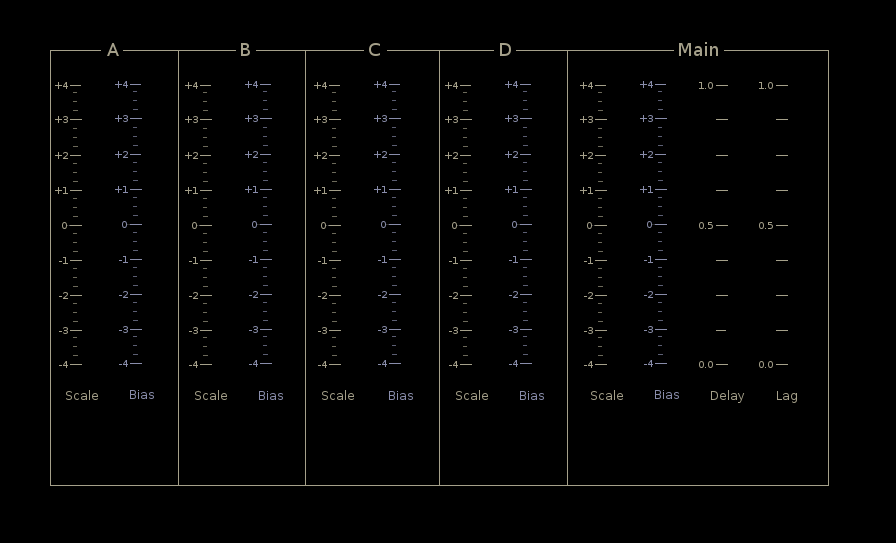 A B C D Main
+4 +4 +4 +4 +4 +4 +4 +4 +4 +4 1.0 1.0
+3 +3 +3 +3 +3 +3 +3 +3 +3 +3
+2 +2 +2 +2 +2 +2 +2 +2 +2 +2
+1 +1 +1 +1 +1 +1 +1 +1 +1 +1
0 0 0 0 0 0 0 0 0 0 0.5 0.5
-1 -1 -1 -1 -1 -1 -1 -1 -1 -1
-2 -2 -2 -2 -2 -2 -2 -2 -2 -2
-3 -3 -3 -3 -3 -3 -3 -3 -3 -3
-4 -4 -4 -4 -4 -4 -4 -4 -4 -4 0.0 0.0
Scale Bias Scale Bias Scale Bias Scale Bias Scale Bias Delay Lag